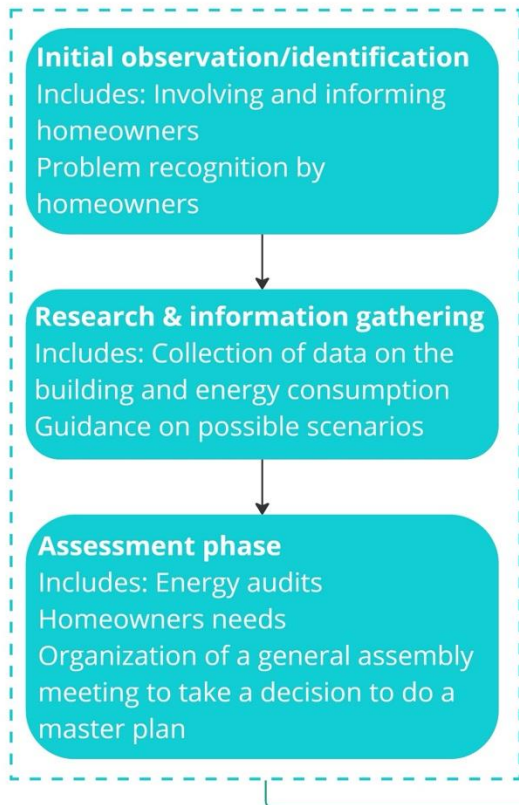 Initial observation/identification
Includes: Involving and informing
homeowners
Problem recognition by
homeowners
Research & information gathering
Includes: Collection of data on the
building and energy consumption
Guidance on possible scenarios
Assessment phase
Includes: Energy audits
Homeowners needs
Organization of a general assembly
meeting to take a decision to do a
master plan